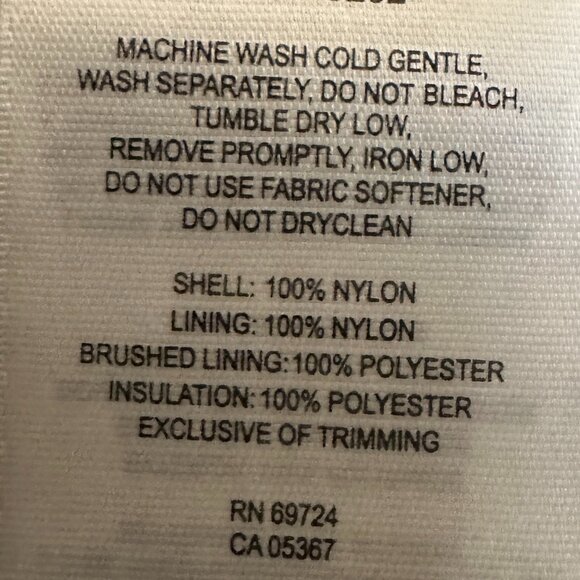 MACHINE WASH COLD GENTLE,
WASH SEPARATELY, DO NOT BLEACH,
TUMBLE DRY LOW,
REMOVE PROMPTLY, IRON LOW,
DO NOT USE FABRIC SOFTENER,
DO NOT DRYCLEAN
SHELL: 100% NYLON
LINING: 100% NYLON
BRUSHED LINING:100% POLYESTER
INSULATION:100% POLYESTER
EXCLUSIVE OF TRIMMING
RN 69724
CA 05367